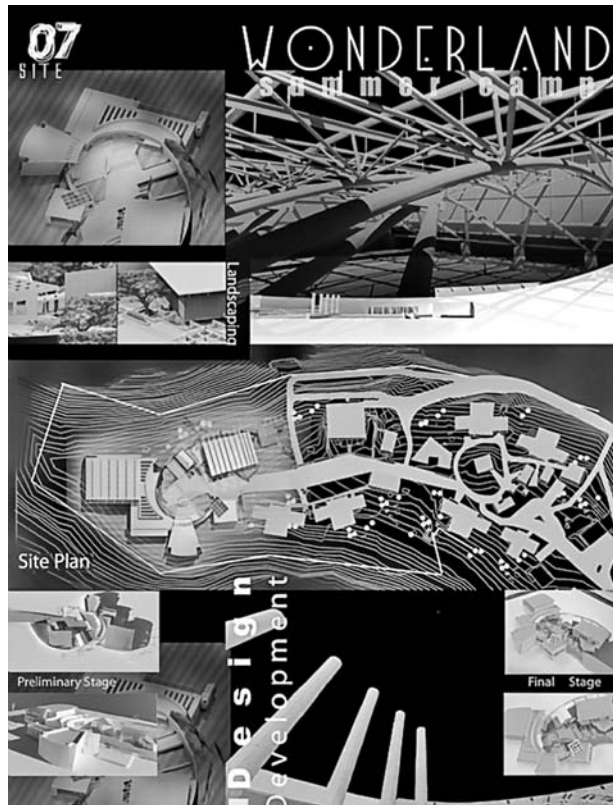 07
SITE
WONDERLAND
summer camp
Landscaping
Site Plan
Design
Development
Preliminary Stage
Final Stage